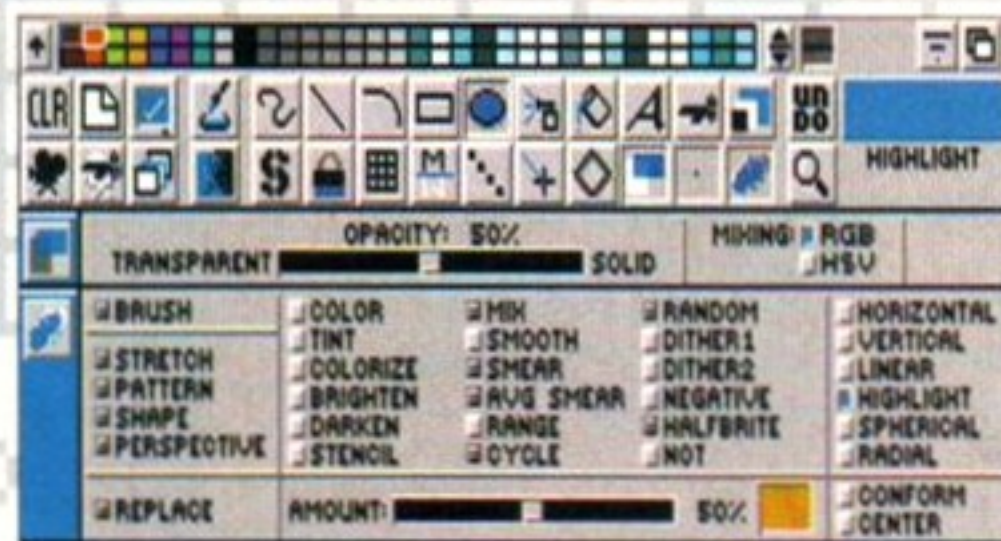 CLR A UN DO
$ M HIGHLIGHT
OPACITY: 50% MIXING: RGB
TRANSPARENT SOLID HSV
BRUSH COLOR MIX RANDOM HORIZONTAL
TINT SMOOTH DITHER1 VERTICAL
STRETCH COLORIZE SMEAR DITHER2 LINEAR
PATTERN BRIGHTEN AVG SMEAR NEGATIVE HIGHLIGHT
SHAPE DARKEN RANGE HALFBRITE SPHERICAL
PERSPECTIVE STENCIL CYCLE NOT RADIAL
REPLACE AMOUNT: 50% CONFORM
CENTER